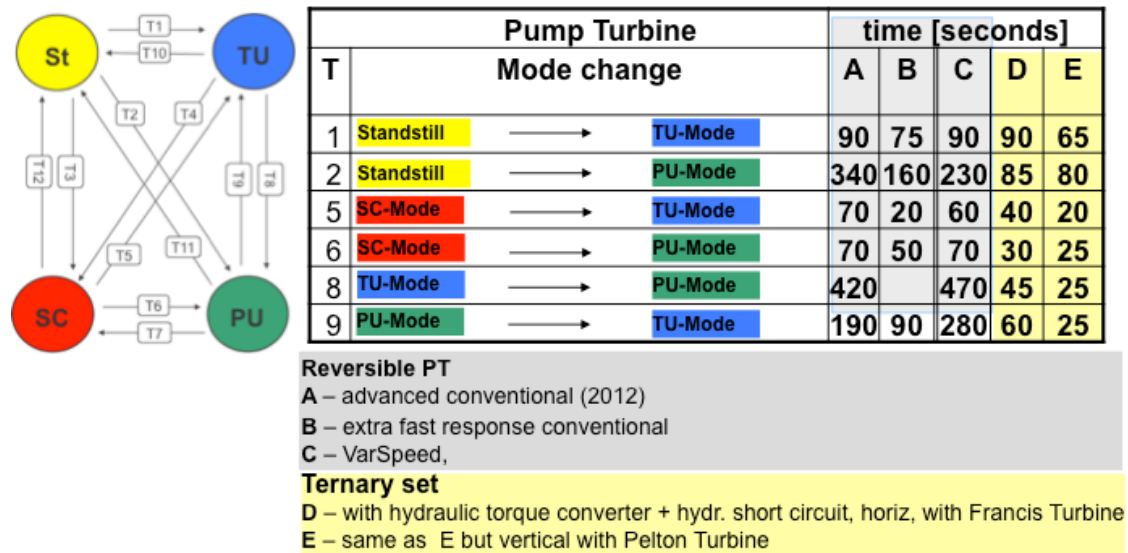 St
TU
SC
PU
T1
T10
T2
T4
T12
T3
T9
T8
T5
T11
T6
T7
Pump Turbine time [seconds]
T Mode change A B C D E
1 Standstill TU-Mode 90 75 90 90 65
2 Standstill PU-Mode 340 160 230 85 80
5 SC-Mode TU-Mode 70 20 60 40 20
6 SC-Mode PU-Mode 70 50 70 30 25
8 TU-Mode PU-Mode 420 470 45 25
9 PU-Mode TU-Mode 190 90 280 60 25
Reversible PT
A – advanced conventional (2012)
B – extra fast response conventional
C – VarSpeed,
Ternary set
D – with hydraulic torque converter + hydr. short circuit, horiz, with Francis Turbine
E – same as E but vertical with Pelton Turbine